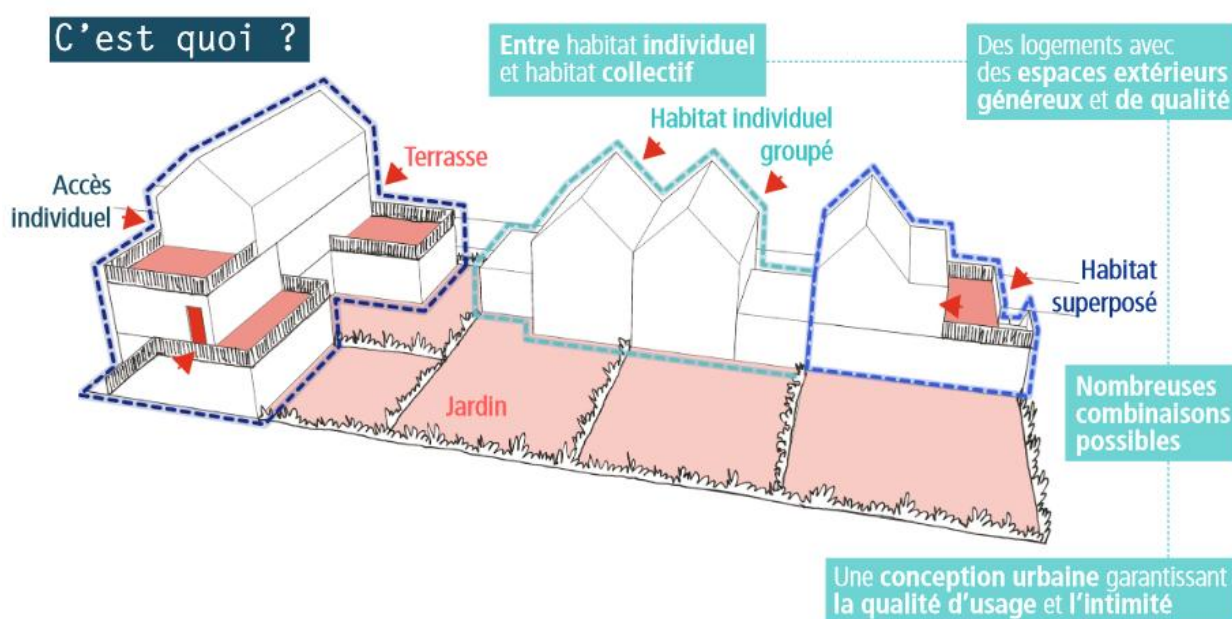 C'est quoi ?
Entre habitat individuel
et habitat collectif
Des logements avec
des espaces extérieurs
généreux et de qualité
Habitat individuel
groupé
Terrasse
Accès
individuel
Habitat
superposé
Jardin
Nombreuses
combinaisons
possibles
Une conception urbaine garantissant
la qualité d'usage et l'intimité